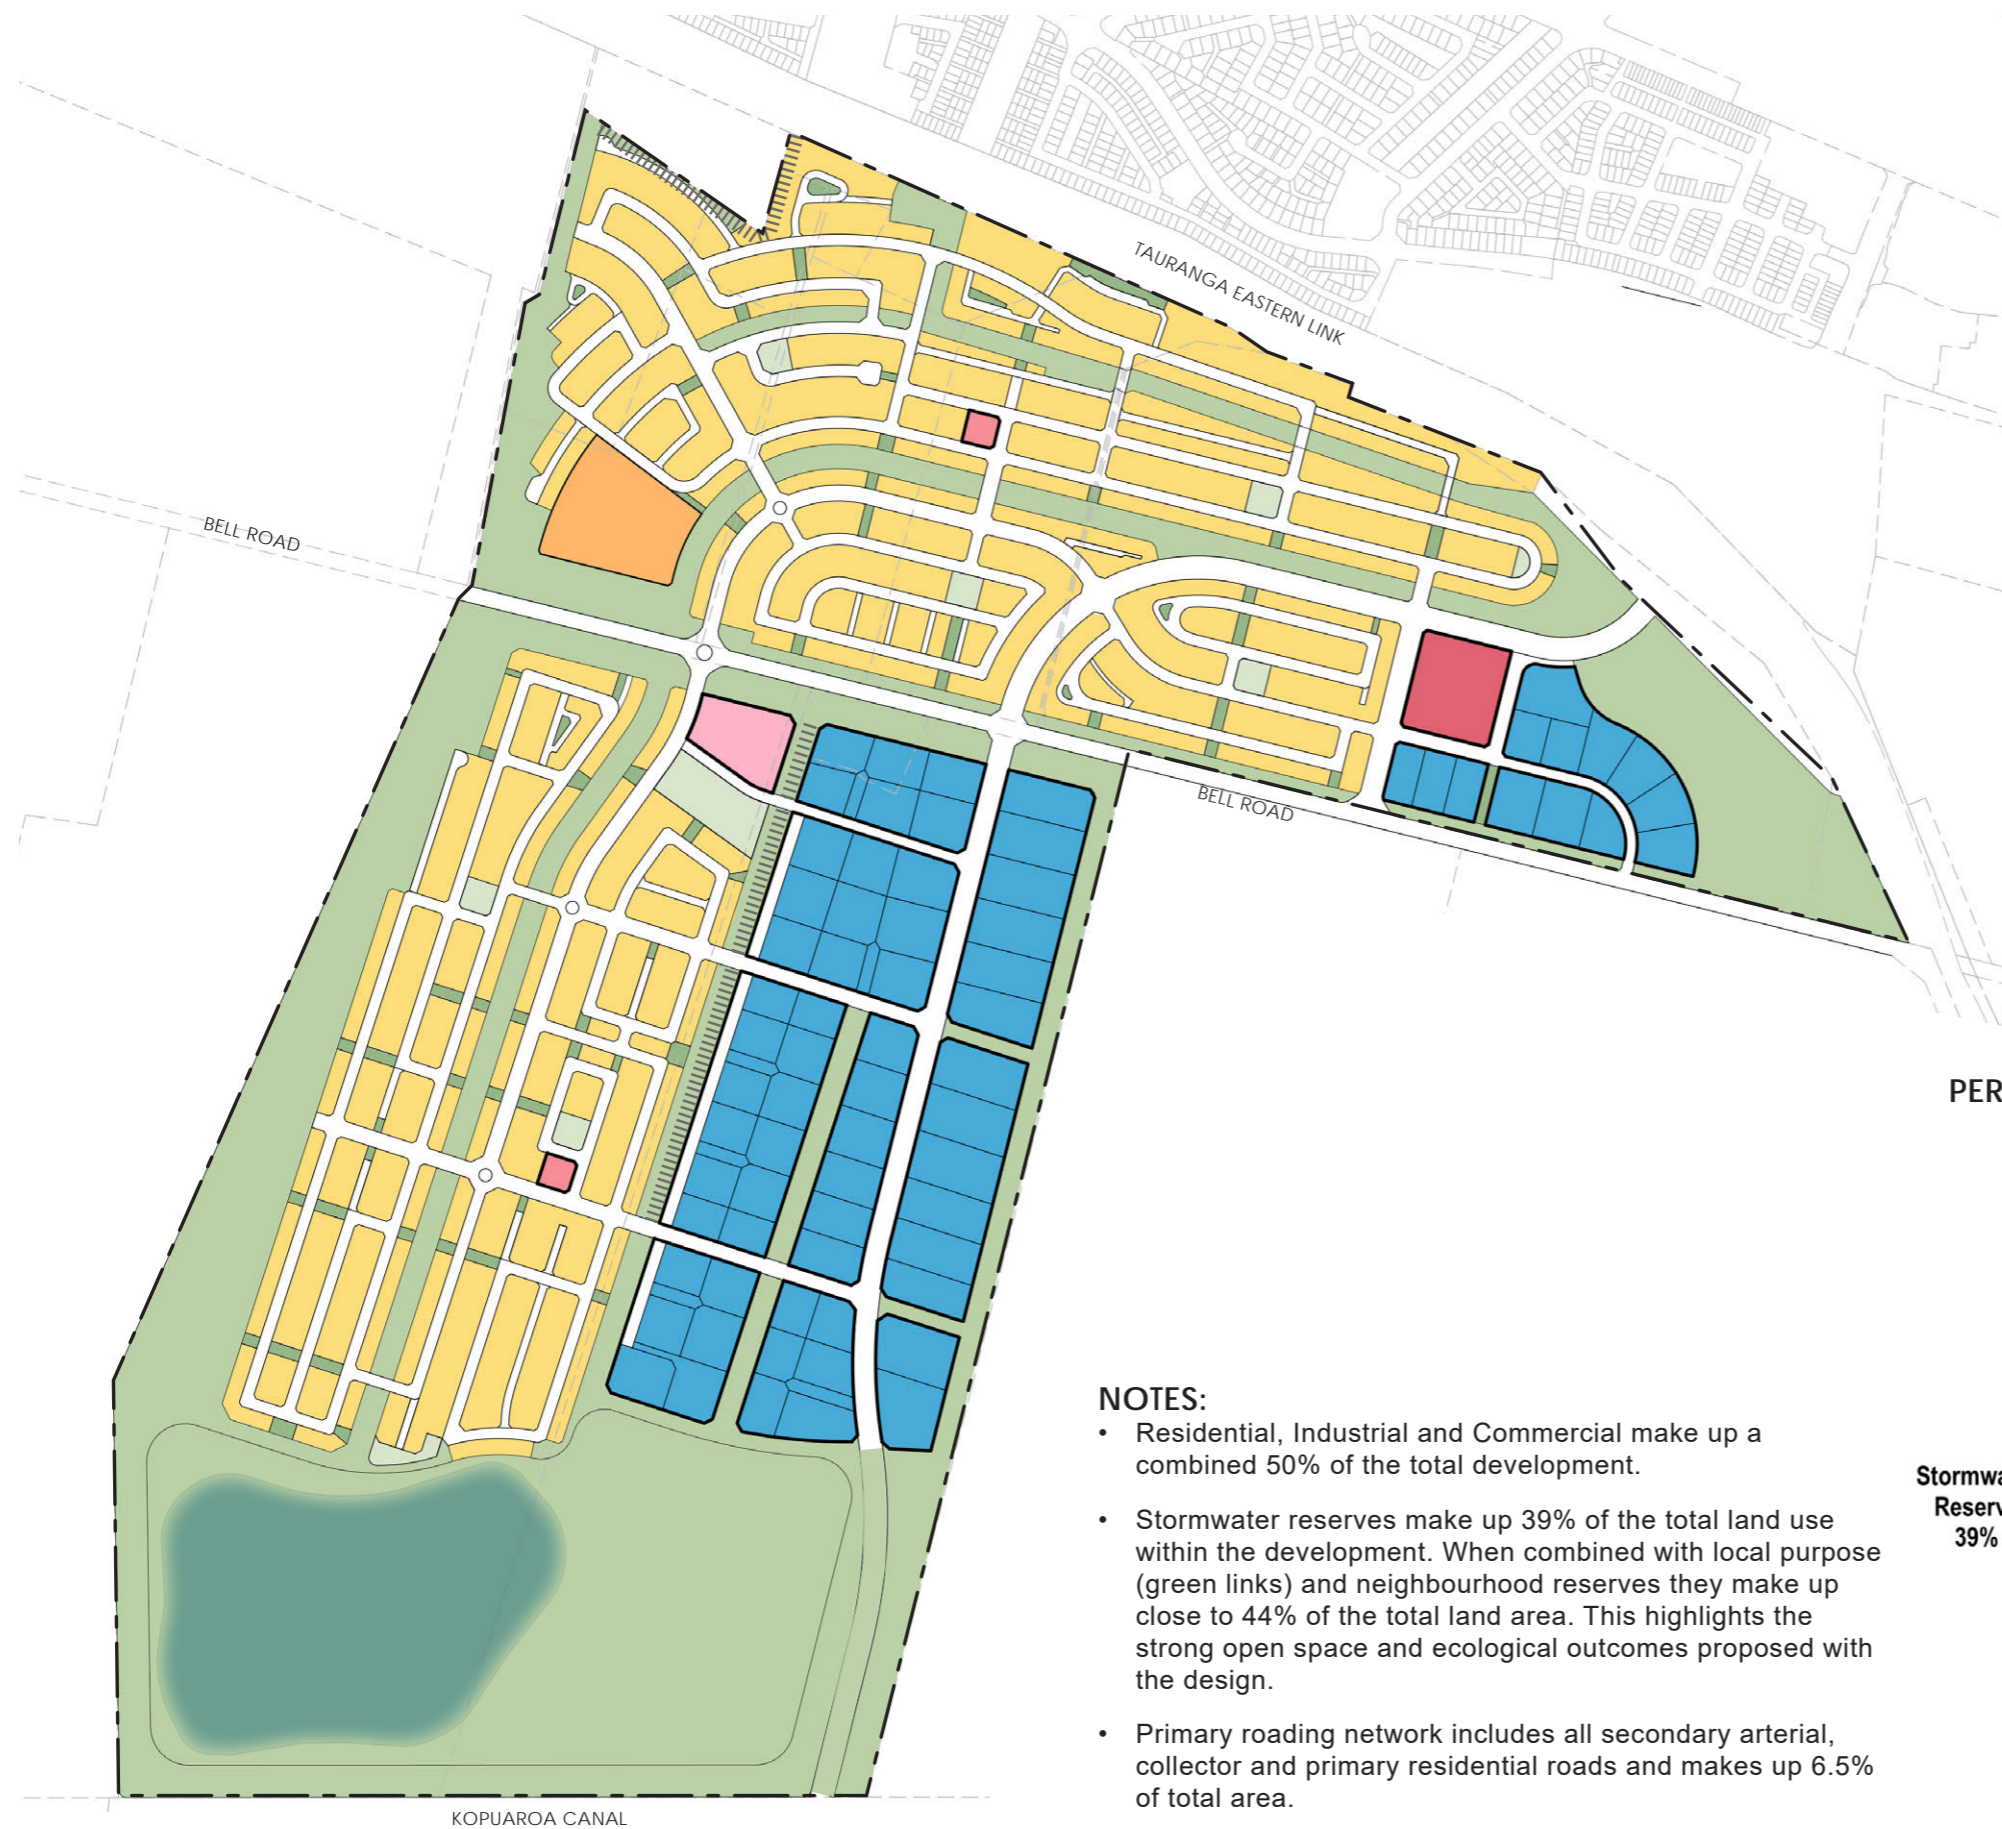 TAURANGA EASTERN LINK
BELL ROAD
BELL ROAD
PER
NOTES:
• Residential, Industrial and Commercial make up a
combined 50% of the total development.
• Stormwater reserves make up 39% of the total land use
within the development. When combined with local purpose
(green links) and neighbourhood reserves they make up
close to 44% of the total land area. This highlights the
strong open space and ecological outcomes proposed with
the design.
• Primary roading network includes all secondary arterial,
collector and primary residential roads and makes up 6.5%
of total area.
Stormwa
Reserv
39%
KOPUAROA CANAL